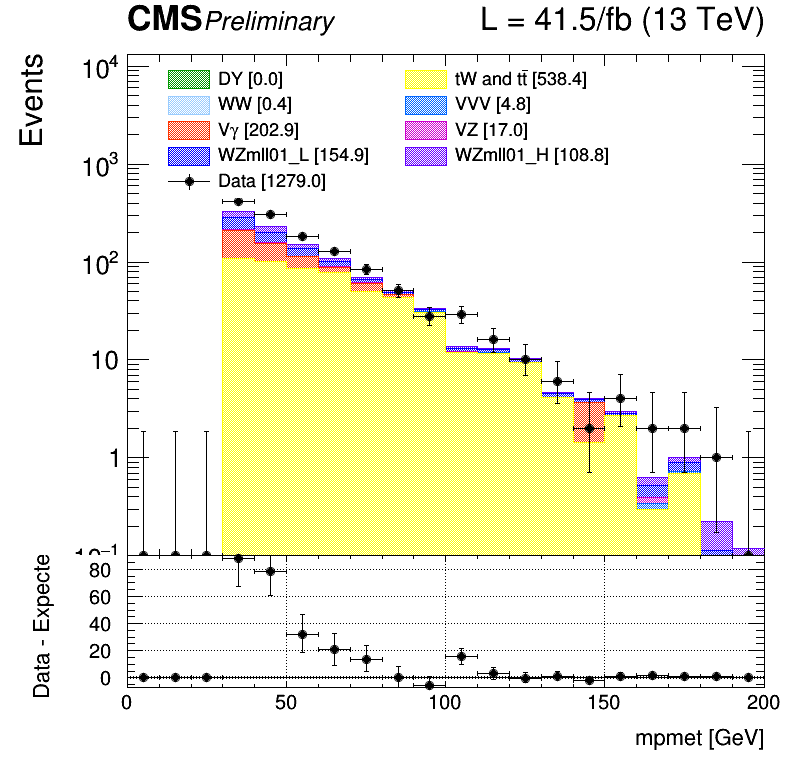 CMS Preliminary L = 41.5/fb (13 TeV)
Events
10⁴
10³
10²
10
1
10⁻¹
DY [0.0]
tW and tt̄ [538.4]
WW [0.4]
VVV [4.8]
Vγ [202.9]
VZ [17.0]
WZmll01_L [154.9]
WZmll01_H [108.8]
Data [1279.0]
Data - Expecte
80
60
40
20
0
0 50 100 150 200
mpmet [GeV]